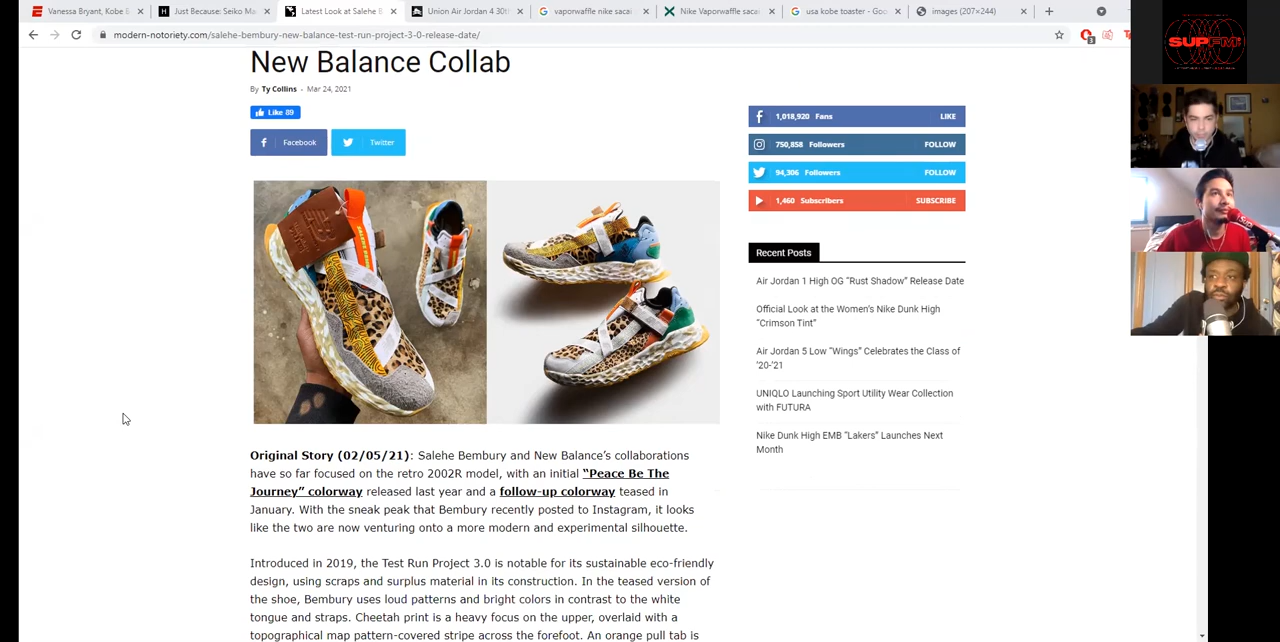 Vanessa Bryant, Kobe B
Just Because: Seiko Ma
Latest Look at Salehe B
Union Air Jordan 4 30th
vaporwaffle nike sacai
Nike Vaporwaffle sacai
usa kobe toaster - Goo
images (207×244)
modern-notoriety.com/salehe-bembury-new-balance-test-run-project-3-0-release-date/
SUPFM
New Balance Collab
By Ty Collins - Mar 24, 2021
Like 89
Facebook
Twitter
1,018,920 Fans LIKE
750,858 Followers FOLLOW
94,306 Followers FOLLOW
1,460 Subscribers SUBSCRIBE
Recent Posts
Air Jordan 1 High OG “Rust Shadow” Release Date
Official Look at the Women’s Nike Dunk High
“Crimson Tint”
Air Jordan 5 Low “Wings” Celebrates the Class of
’20-’21
UNIQLO Launching Sport Utility Wear Collection
with FUTURA
Nike Dunk High EMB “Lakers” Launches Next
Month
Original Story (02/05/21): Salehe Bembury and New Balance’s collaborations
have so far focused on the retro 2002R model, with an initial “Peace Be The
Journey” colorway released last year and a follow-up colorway teased in
January. With the sneak peak that Bembury recently posted to Instagram, it looks
like the two are now venturing onto a more modern and experimental silhouette.
Introduced in 2019, the Test Run Project 3.0 is notable for its sustainable eco-friendly
design, using scraps and surplus material in its construction. In the teased version of
the shoe, Bembury uses loud patterns and bright colors in contrast to the white
tongue and straps. Cheetah print is a heavy focus on the upper, overlaid with a
topographical map pattern-covered stripe across the forefoot. An orange pull tab is